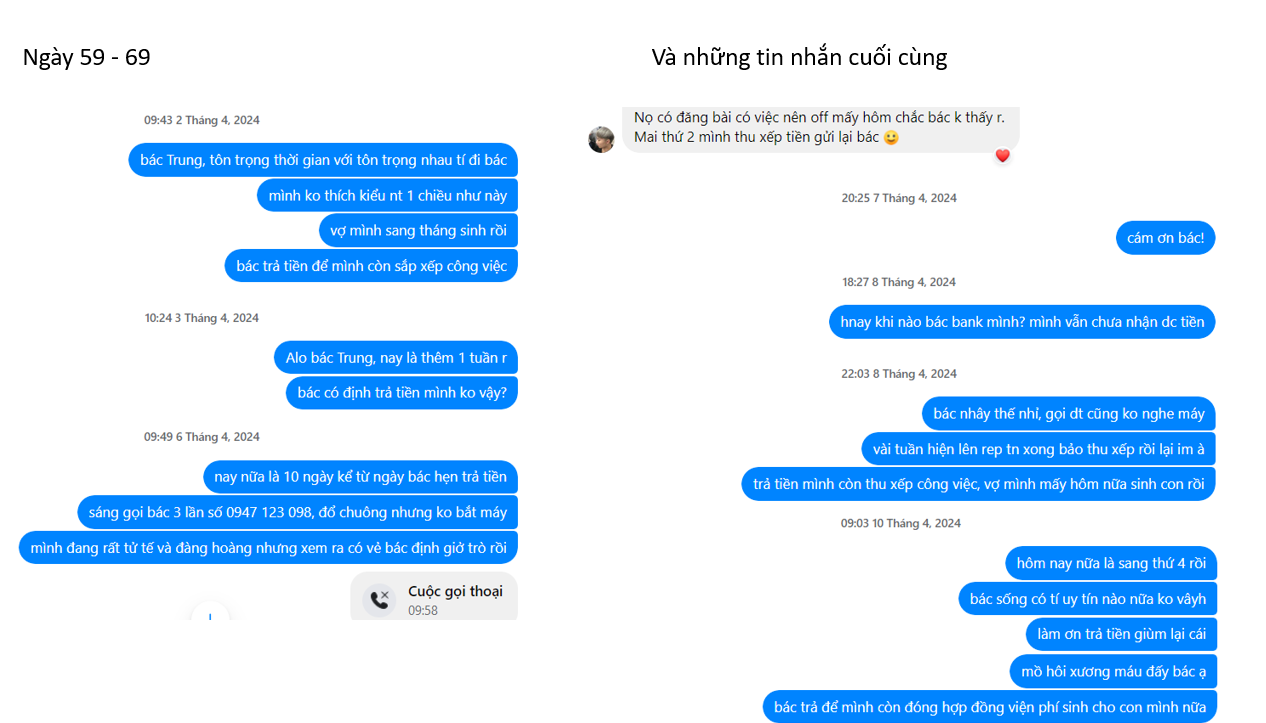 Ngày 59 - 69
09:43 2 Tháng 4, 2024
bác Trung, tôn trọng thời gian với tôn trọng nhau tí đi bác
mình ko thích kiểu nt 1 chiều như này
vợ mình sang tháng sinh rồi
bác trả tiền để mình còn sắp xếp công việc
10:24 3 Tháng 4, 2024
Alo bác Trung, nay là thêm 1 tuần r
bác có định trả tiền mình ko vậy?
09:49 6 Tháng 4, 2024
nay nữa là 10 ngày kể từ ngày bác hẹn trả tiền
sáng gọi bác 3 lần số 0947 123 098, đổ chuông nhưng ko bắt máy
mình đang rất tử tế và đàng hoàng nhưng xem ra có vẻ bác định giở trò rồi
Cuộc gọi thoại
09:58
Và những tin nhắn cuối cùng
Nọ có đăng bài có việc nên off mấy hôm chắc bác k thấy r.
Mai thứ 2 mình thu xếp tiền gửi lại bác 🙂
❤️
20:25 7 Tháng 4, 2024
cám ơn bác!
18:27 8 Tháng 4, 2024
hnay khi nào bác bank mình? mình vẫn chưa nhận dc tiền
22:03 8 Tháng 4, 2024
bác nhây thế nhỉ, gọi dt cũng ko nghe máy
vài tuần hiện lên rep tn xong bảo thu xếp rồi lại im à
trả tiền mình còn thu xếp công việc, vợ mình mấy hôm nữa sinh con rồi
09:03 10 Tháng 4, 2024
hôm nay nữa là sang thứ 4 rồi
bác sống có tí uy tín nào nữa ko vâyh
làm ơn trả tiền giùm lại cái
mồ hôi xương máu đấy bác ạ
bác trả để mình còn đóng hợp đồng viện phí sinh cho con mình nữa